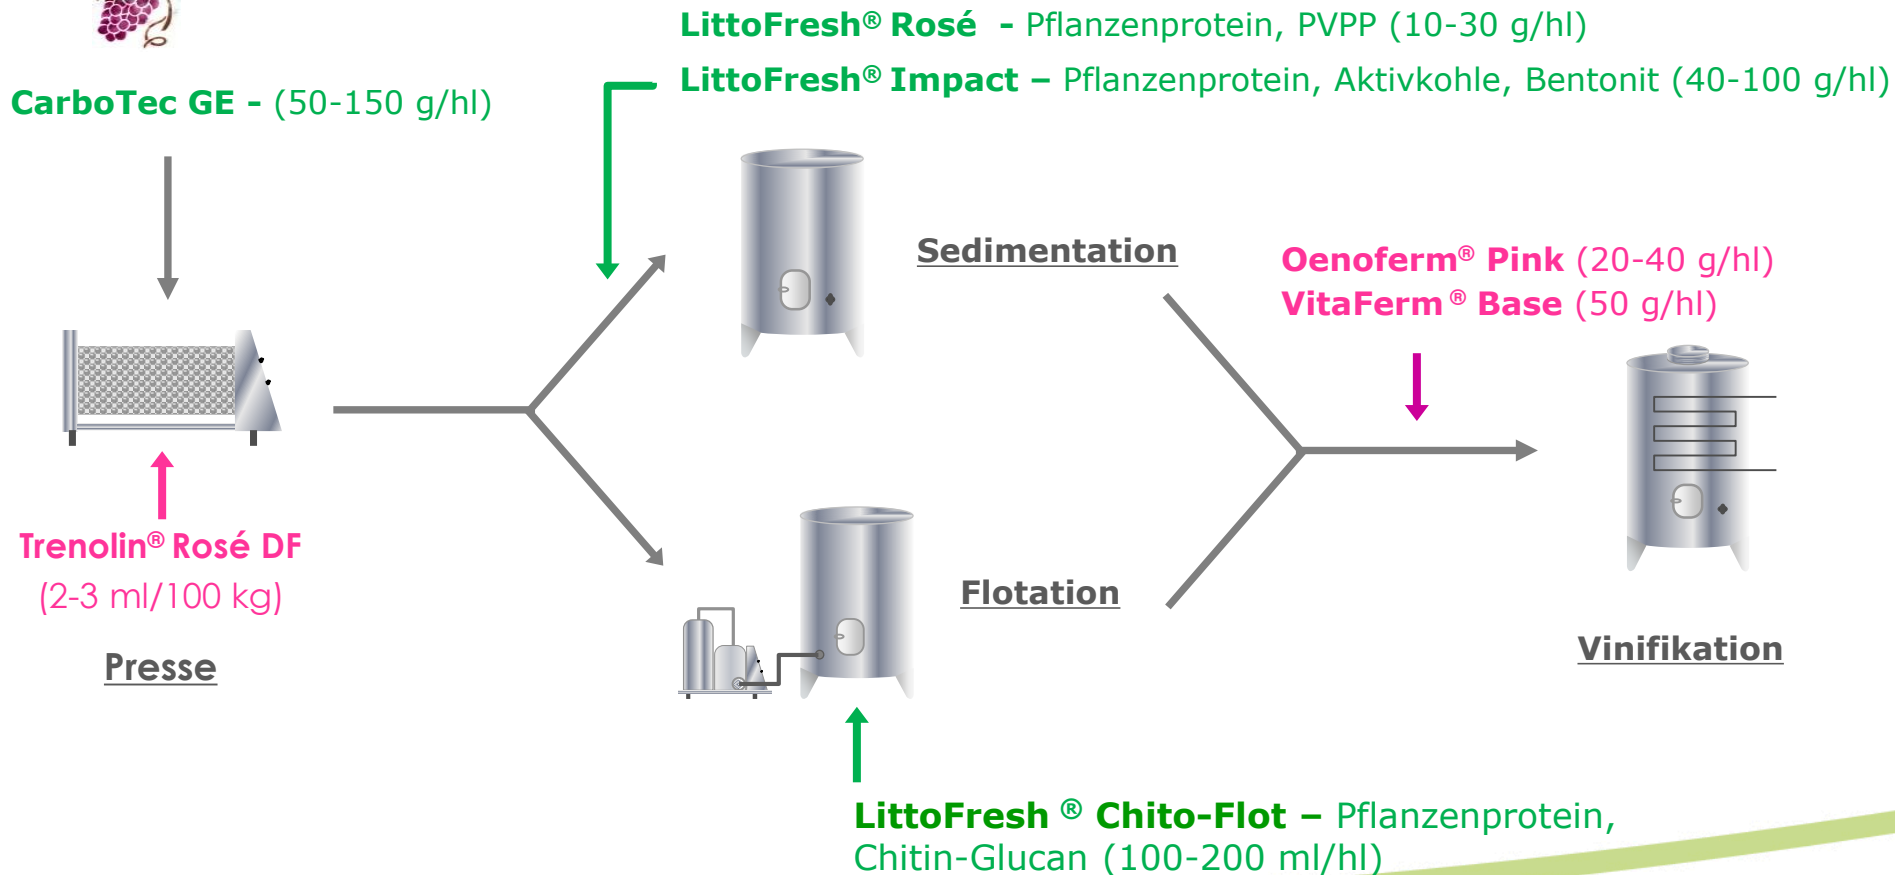 LittoFresh® Rosé - Pflanzenprotein, PVPP (10-30 g/hl)
LittoFresh® Impact – Pflanzenprotein, Aktivkohle, Bentonit (40-100 g/hl)
CarboTec GE - (50-150 g/hl)
Sedimentation
Oenoferm® Pink (20-40 g/hl)
VitaFerm ® Base (50 g/hl)
Trenolin® Rosé DF
(2-3 ml/100 kg)
Presse
Flotation
Vinifikation
LittoFresh ® Chito-Flot – Pflanzenprotein,
Chitin-Glucan (100-200 ml/hl)